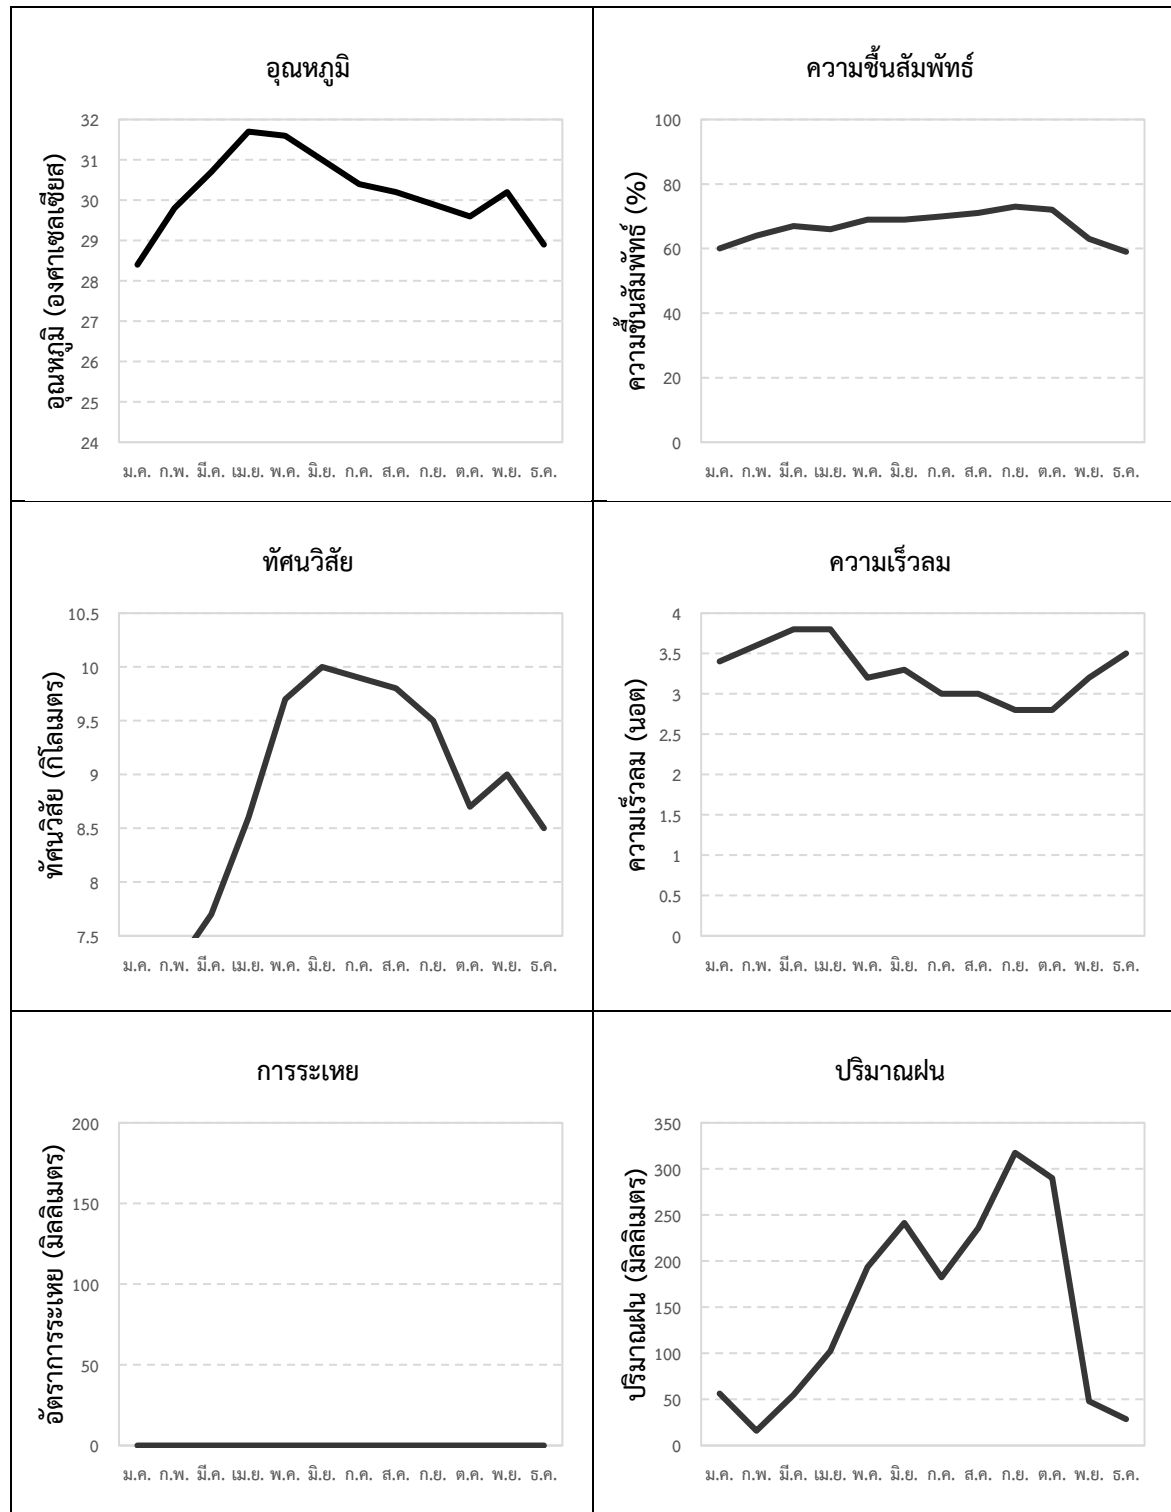 อุณหภูมิ
อุณหภูมิ (องศาเซลเซียส)
32
31
30
29
28
27
26
25
24
ม.ค. ก.พ. มี.ค. เม.ย. พ.ค. มิ.ย. ก.ค. ส.ค. ก.ย. ต.ค. พ.ย. ธ.ค.
ความชื้นสัมพัทธ์
ความชื้นสัมพัทธ์ (%)
100
80
60
40
20
0
ม.ค. ก.พ. มี.ค. เม.ย. พ.ค. มิ.ย. ก.ค. ส.ค. ก.ย. ต.ค. พ.ย. ธ.ค.
ทัศนวิสัย
ทัศนวิสัย (กิโลเมตร)
10.5
10
9.5
9
8.5
8
7.5
ม.ค. ก.พ. มี.ค. เม.ย. พ.ค. มิ.ย. ก.ค. ส.ค. ก.ย. ต.ค. พ.ย. ธ.ค.
ความเร็วลม
ความเร็วลม (นอต)
4
3.5
3
2.5
2
1.5
1
0.5
0
ม.ค. ก.พ. มี.ค. เม.ย. พ.ค. มิ.ย. ก.ค. ส.ค. ก.ย. ต.ค. พ.ย. ธ.ค.
การระเหย
อัตราการระเหย (มิลลิเมตร)
200
150
100
50
0
ม.ค. ก.พ. มี.ค. เม.ย. พ.ค. มิ.ย. ก.ค. ส.ค. ก.ย. ต.ค. พ.ย. ธ.ค.
ปริมาณฝน
ปริมาณฝน (มิลลิเมตร)
350
300
250
200
150
100
50
0
ม.ค. ก.พ. มี.ค. เม.ย. พ.ค. มิ.ย. ก.ค. ส.ค. ก.ย. ต.ค. พ.ย. ธ.ค.